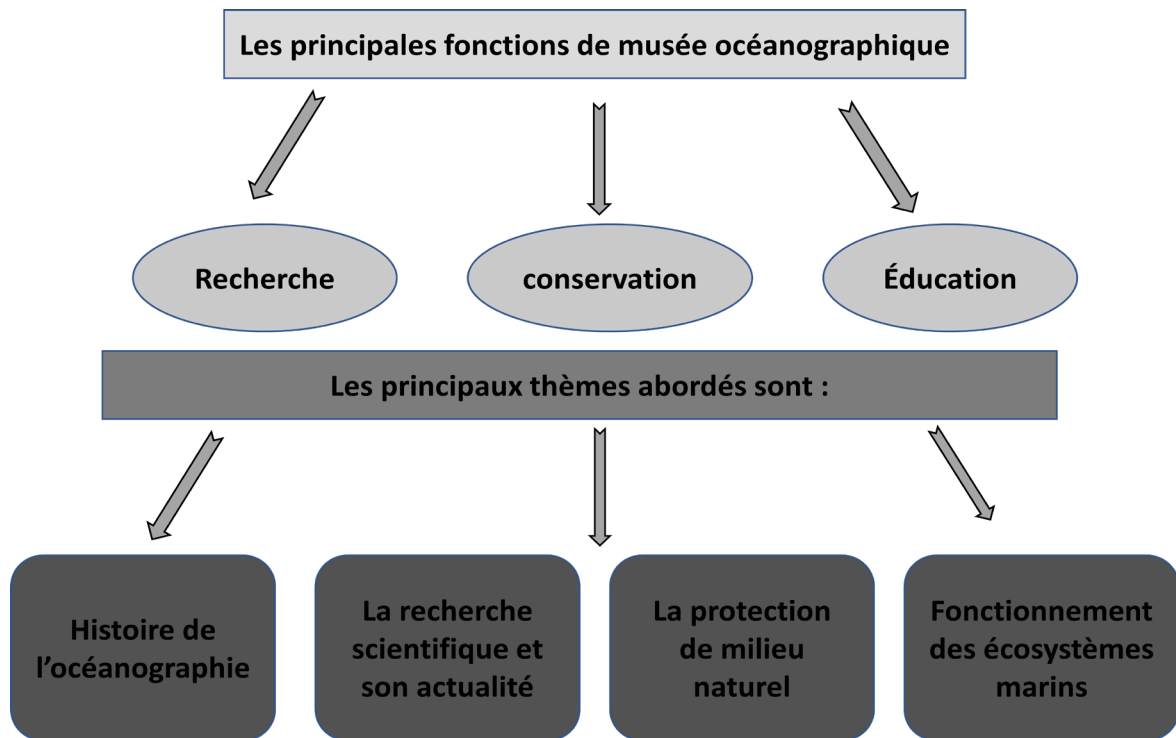 Les principales fonctions de musée océanographique
Recherche
conservation
Éducation
Les principaux thèmes abordés sont :
Histoire de
l'océanographie
La recherche
scientifique et
son actualité
La protection
de milieu
naturel
Fonctionnement
des écosystèmes
marins